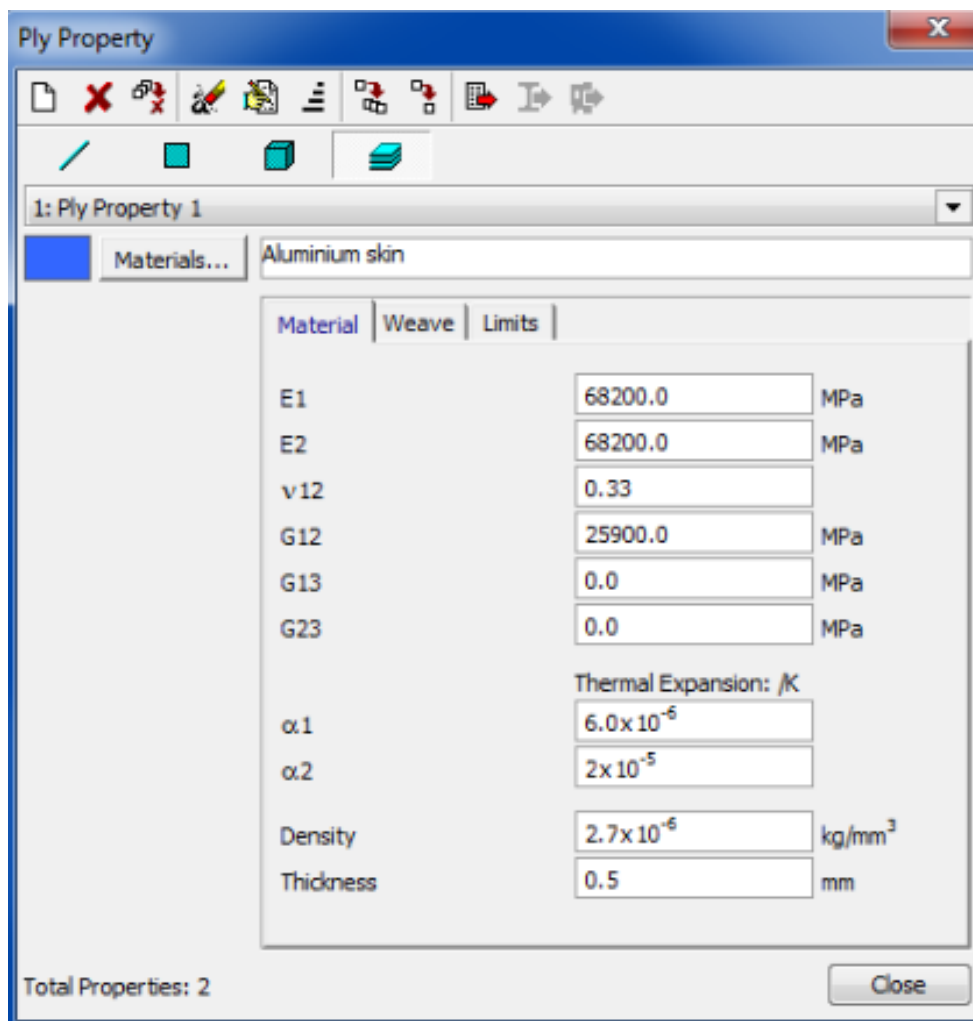 Ply Property
1: Ply Property 1
Materials... Aluminium skin
Material Weave Limits
E1 68200.0 MPa
E2 68200.0 MPa
ν12 0.33
G12 25900.0 MPa
G13 0.0 MPa
G23 0.0 MPa
Thermal Expansion: /K
α1 6.0x10⁻⁶
α2 2x10⁻⁵
Density 2.7x10⁻⁶ kg/mm³
Thickness 0.5 mm
Total Properties: 2 Close